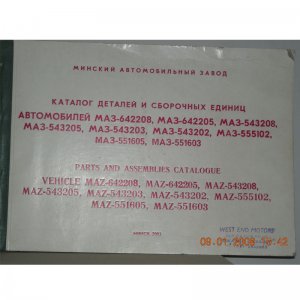 МИНСКИЙ АВТОМОБИЛЬНЫЙ ЗАВОД
КАТАЛОГ ДЕТАЛЕЙ И СБОРОЧНЫХ ЕДИНИЦ
АВТОМОБИЛЕЙ МАЗ-642208, МАЗ-642205, МАЗ-543208,
МАЗ-543205, МАЗ-543203, МАЗ-543202, МАЗ-555102,
МАЗ-551605, МАЗ-551603
PARTS AND ASSEMBLIES CATALOGUE
VEHICLE MAZ-642208, MAZ-642205, MAZ-543208,
MAZ-543205, MAZ-543203, MAZ-543202, MAZ-555102,
MAZ-551605, MAZ-551603
WEST END MOTORS